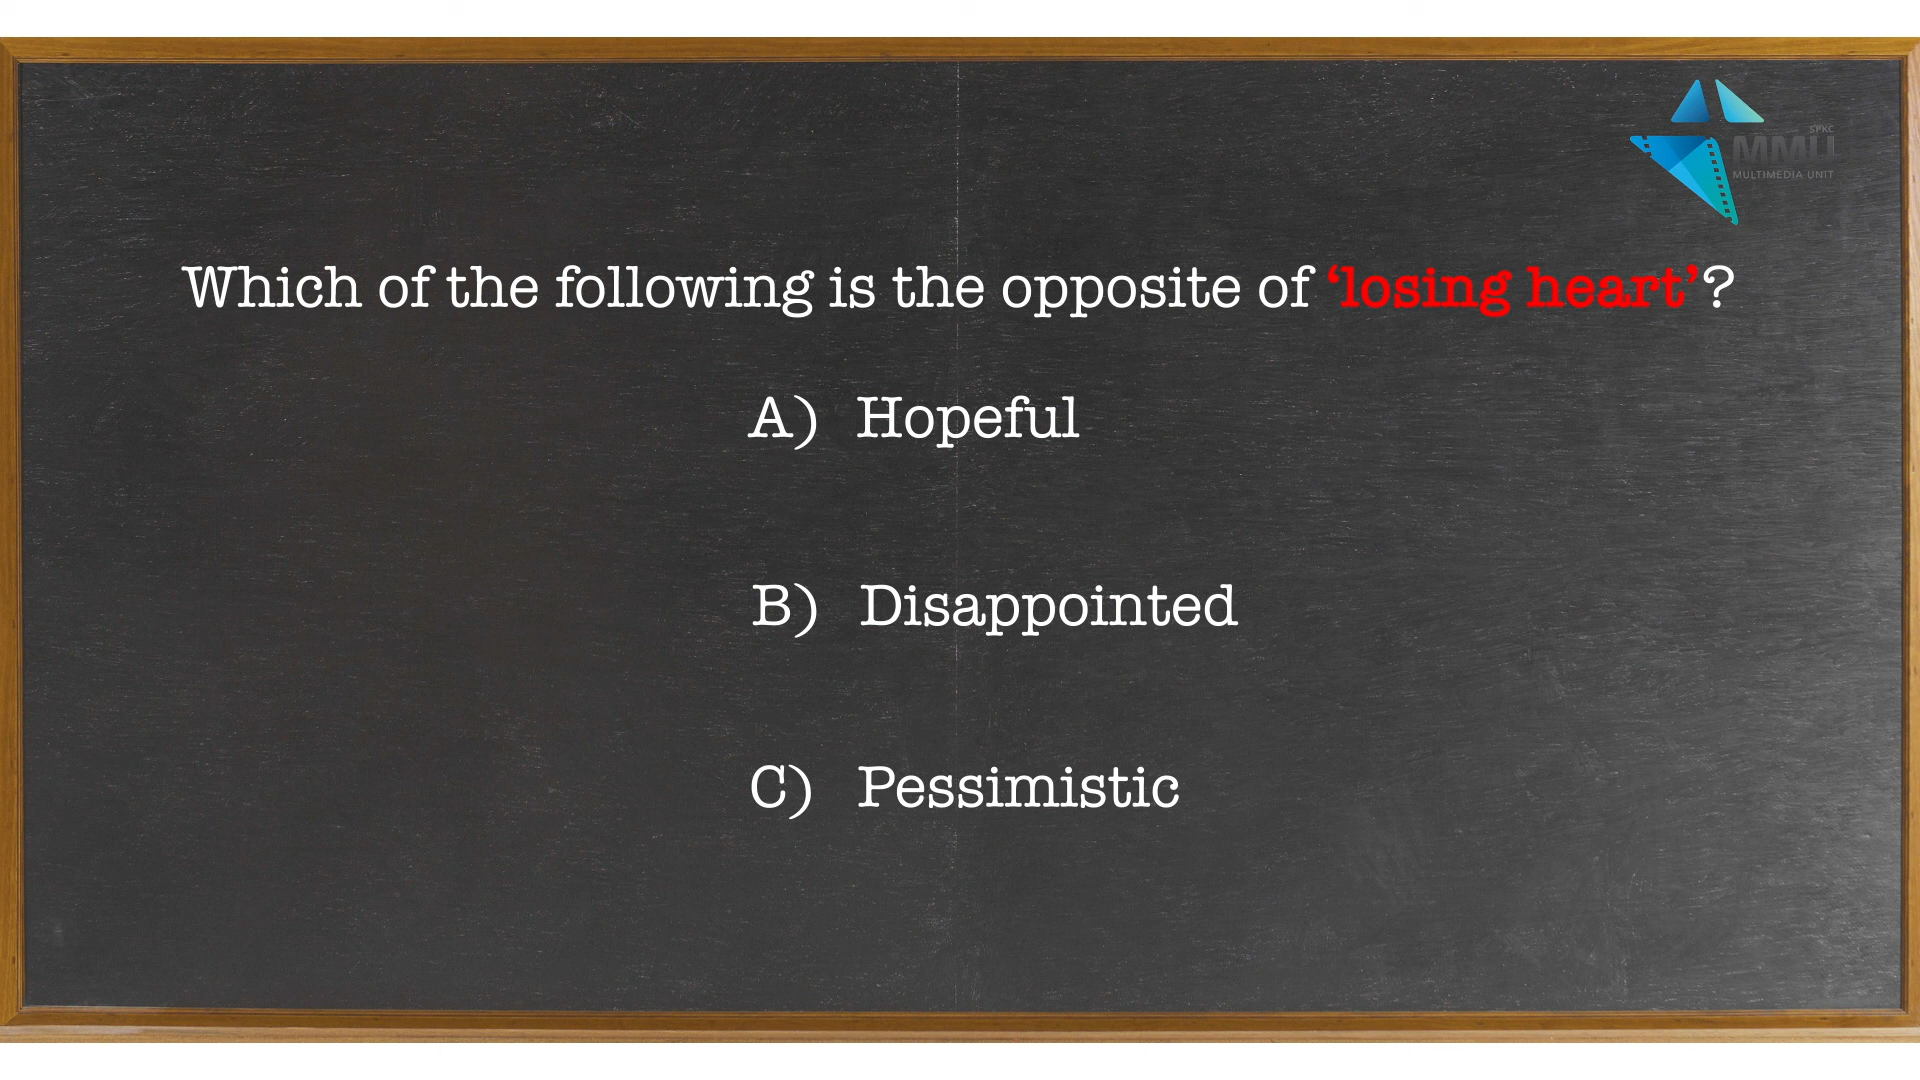 SPKC
MMU
MULTIMEDIA UNIT
Which of the following is the opposite of ‘losing heart’?
A) Hopeful
B) Disappointed
C) Pessimistic